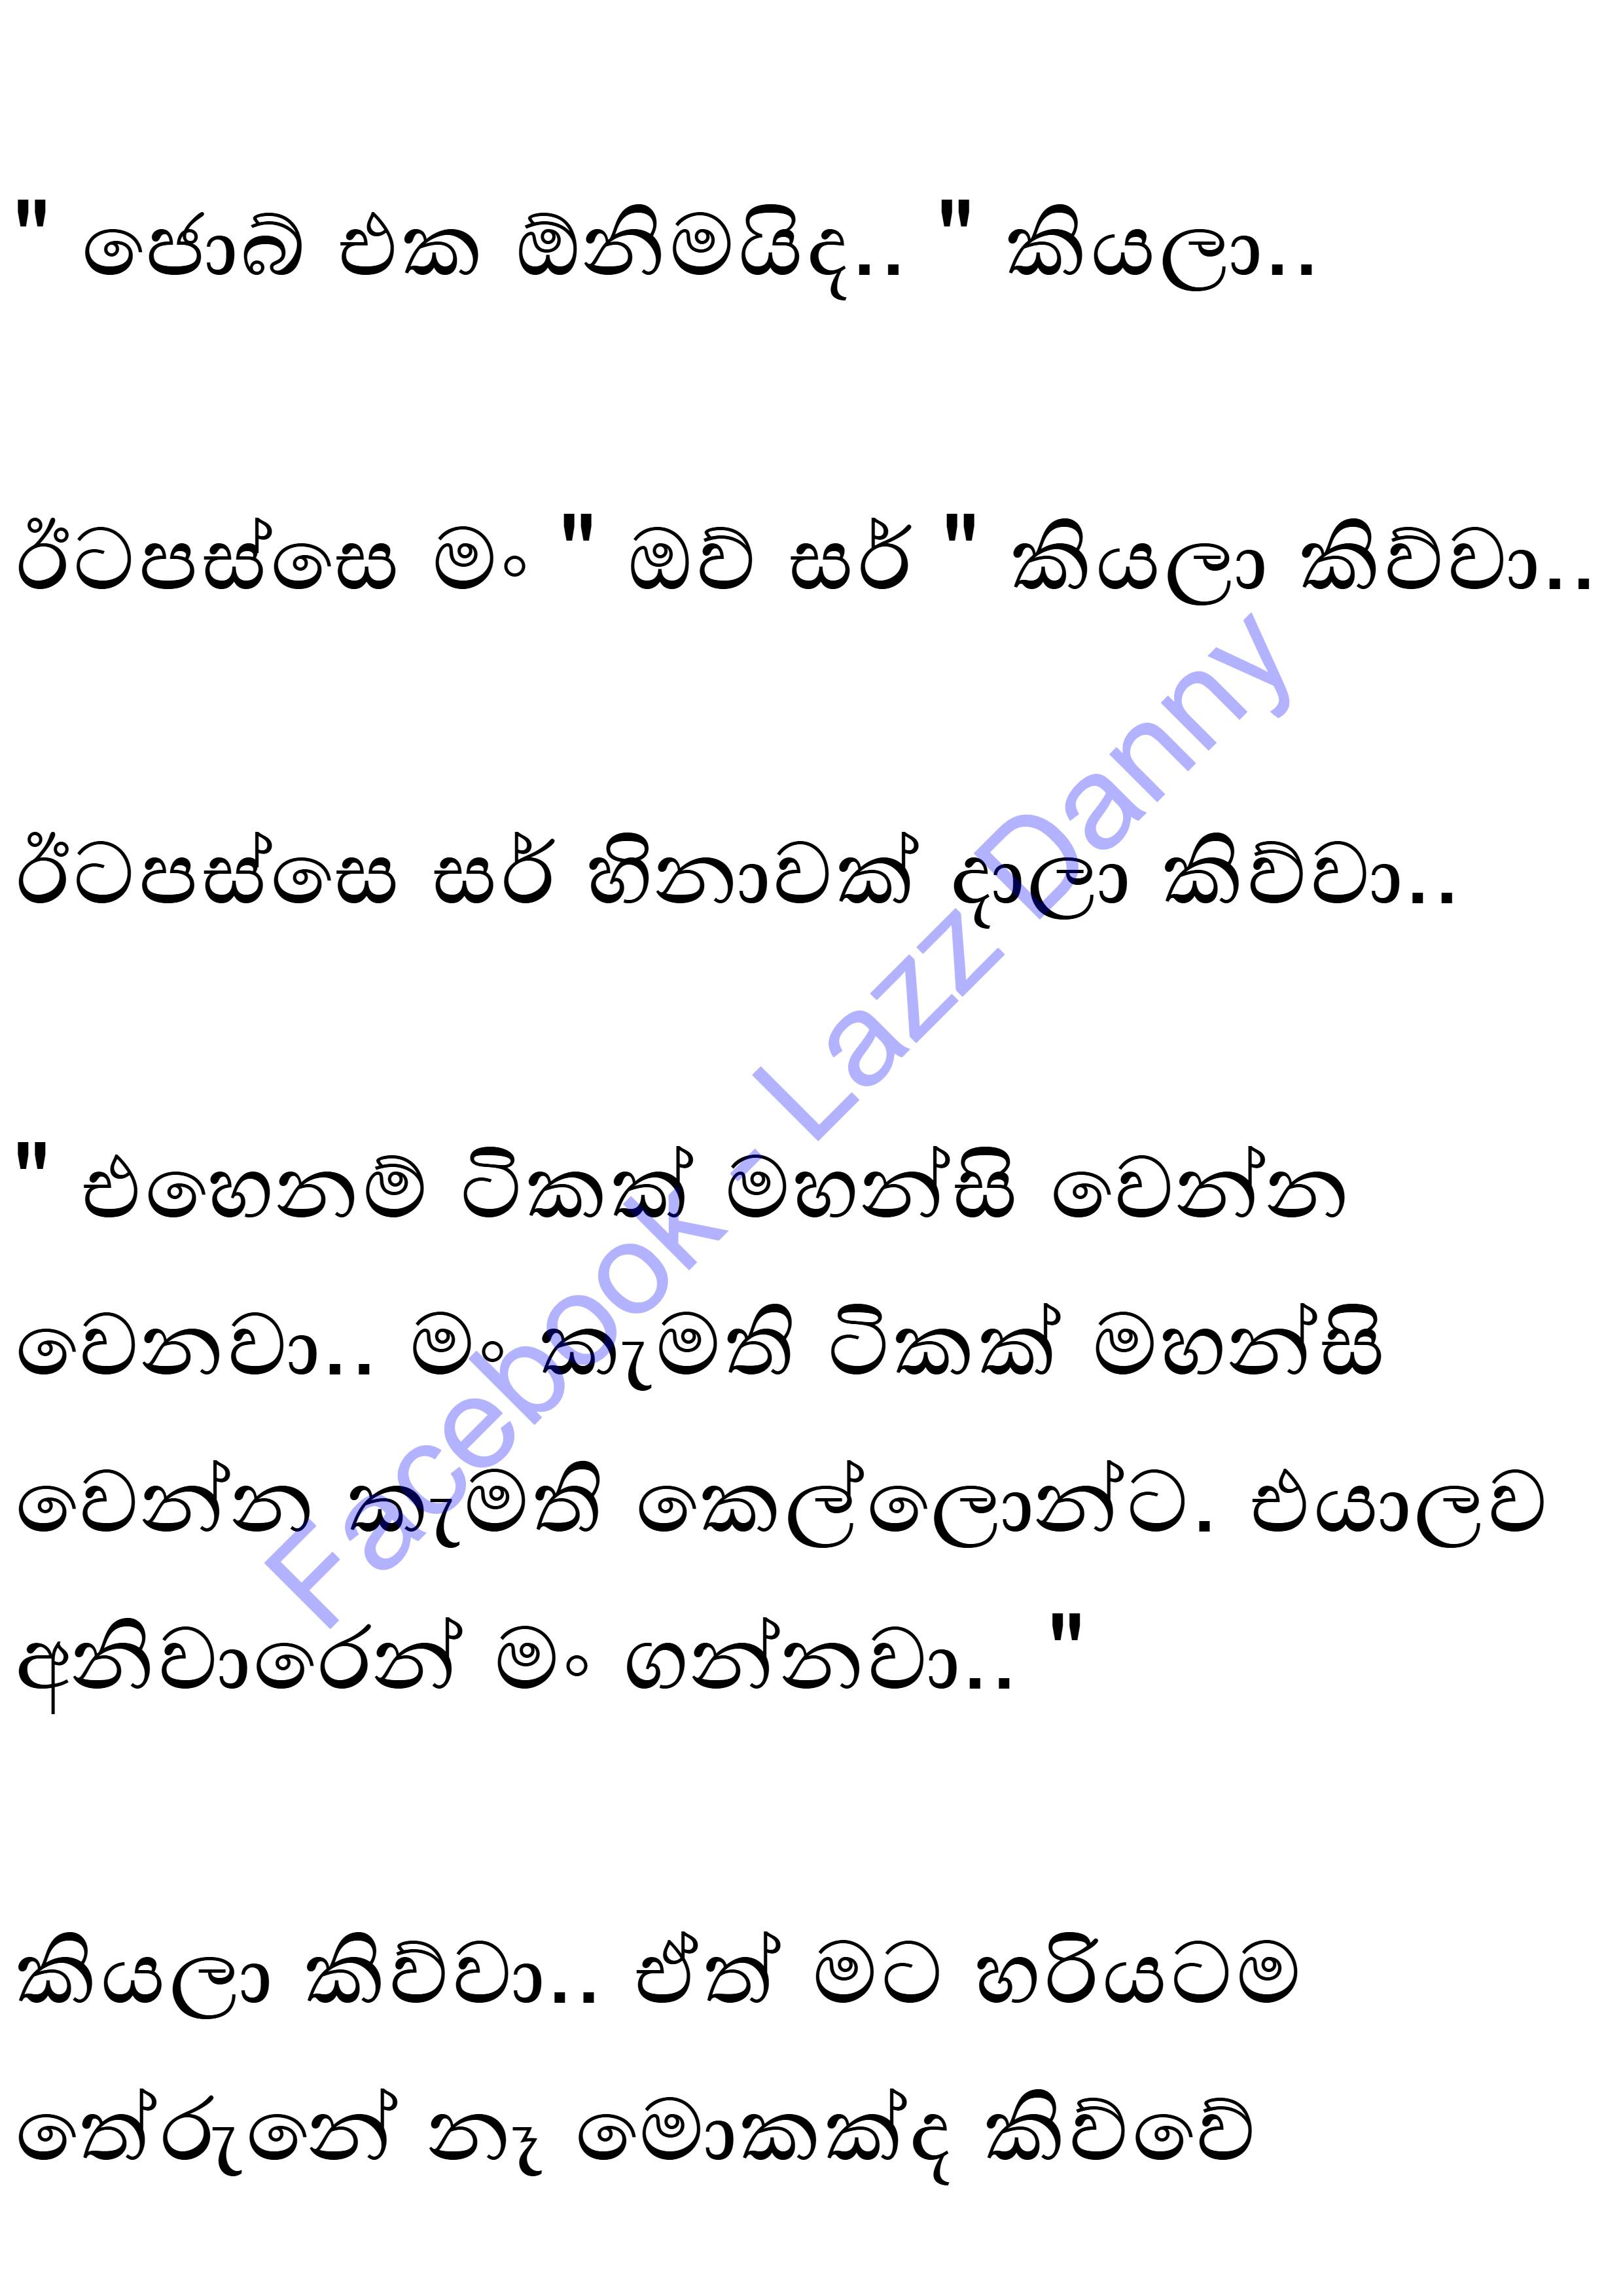 " ජොබ් එක ඕනිමයිද.. " කියලා..
ඊටපස්සෙ මං " ඔව් සර් " කියලා කිව්වා..
ඊටපස්සෙ සර් හිනාවක් දාලා කිව්වා..
" එහෙනම් ටිකක් මහන්සි වෙන්න
වෙනවා.. මං කැමති ටිකක් මහන්සි
වෙන්න කැමති කෙල්ලොන්ට. එයාලව
අනිවාරෙන් මං ගන්නවා.. "
කියලා කිව්වා.. ඒත් මට හරියටම
තේරුනේ නෑ මොකක්ද කිව්වේ
Facebook - Lazz Danny